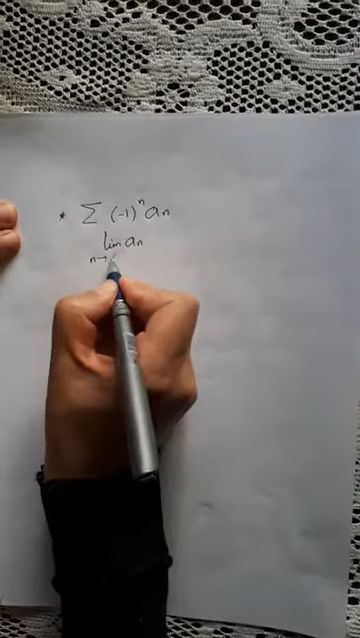 * Σ (-1)^n an
lim an
n→